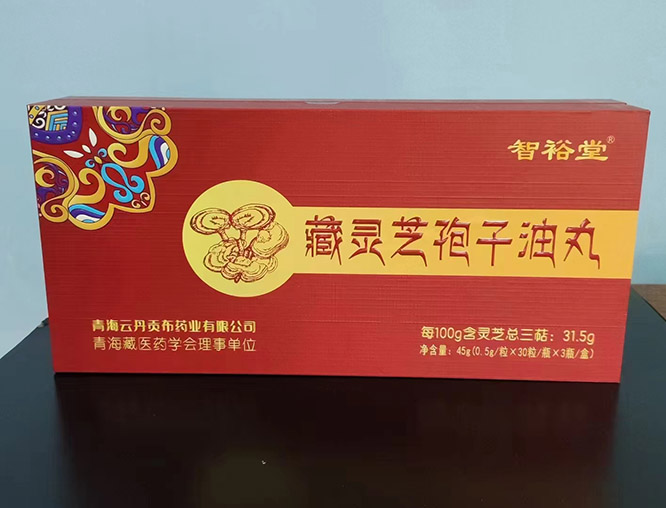 智裕堂®
藏灵芝孢子油丸
青海云丹贡布药业有限公司
青海藏医药学会理事单位
每100g含灵芝总三萜：31.5g
净含量：45g(0.5g/粒×30粒/瓶×3瓶/盒)